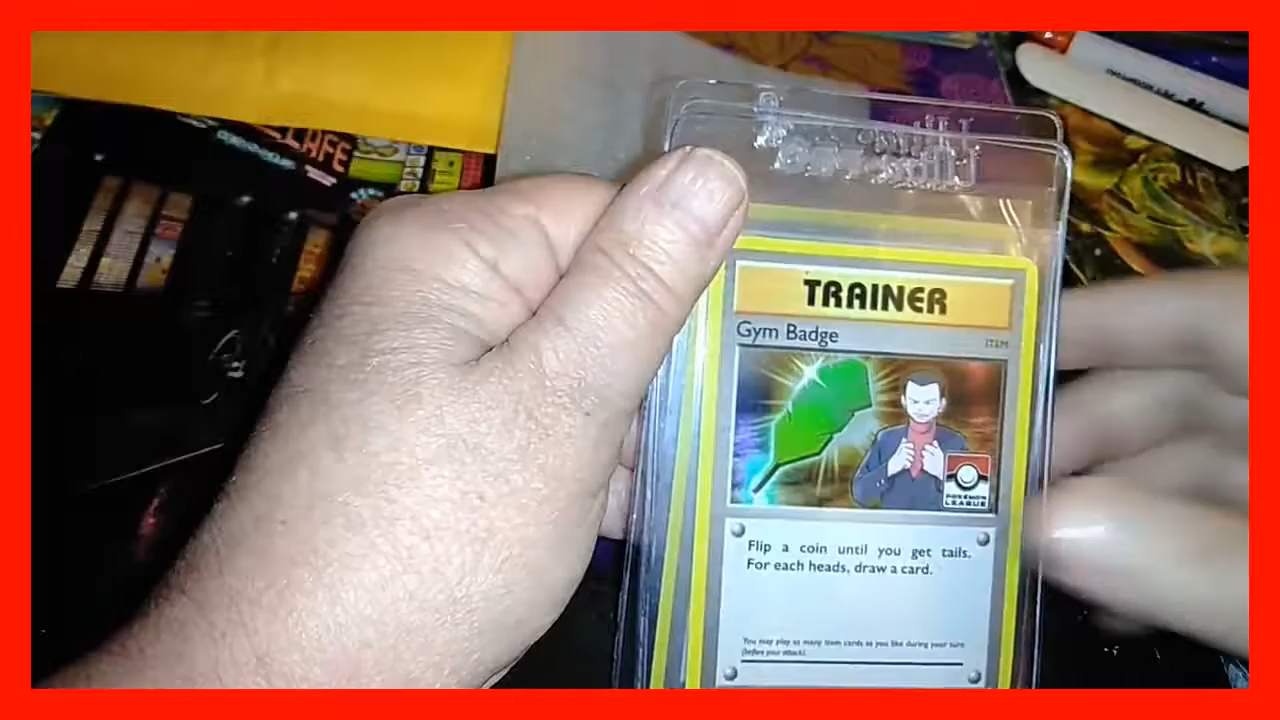 CAFE
TRAINER
Gym Badge
ITEM
POKÉMON
LEAGUE
Flip a coin until you get tails.
For each heads, draw a card.
You may play as many item cards as you like during your turn
(before your attack).